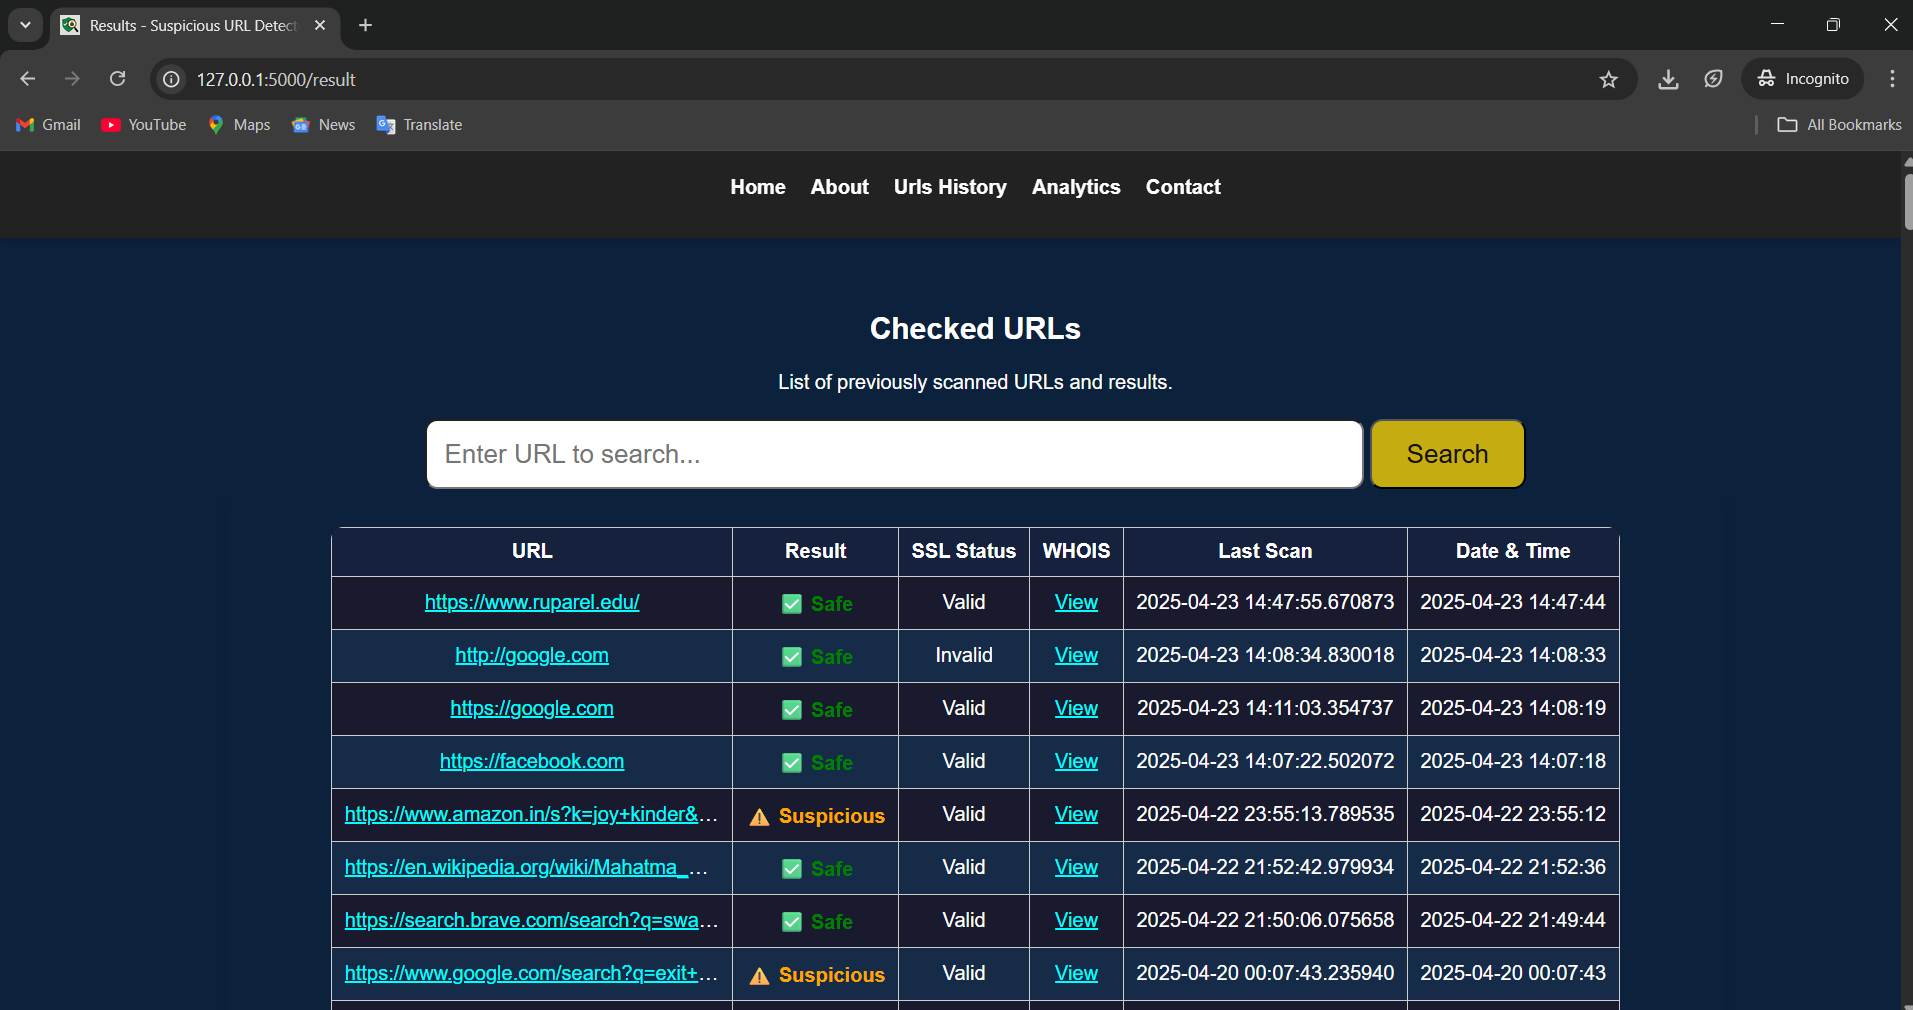 Results - Suspicious URL Detect
127.0.0.1:5000/result
Incognito
Gmail YouTube Maps News Translate All Bookmarks
Home About Urls History Analytics Contact
Checked URLs
List of previously scanned URLs and results.
Enter URL to search... Search
URL Result SSL Status WHOIS Last Scan Date & Time
https://www.ruparel.edu/ Safe Valid View 2025-04-23 14:47:55.670873 2025-04-23 14:47:44
http://google.com Safe Invalid View 2025-04-23 14:08:34.830018 2025-04-23 14:08:33
https://google.com Safe Valid View 2025-04-23 14:11:03.354737 2025-04-23 14:08:19
https://facebook.com Safe Valid View 2025-04-23 14:07:22.502072 2025-04-23 14:07:18
https://www.amazon.in/s?k=joy+kinder&... Suspicious Valid View 2025-04-22 23:55:13.789535 2025-04-22 23:55:12
https://en.wikipedia.org/wiki/Mahatma_... Safe Valid View 2025-04-22 21:52:42.979934 2025-04-22 21:52:36
https://search.brave.com/search?q=swa... Safe Valid View 2025-04-22 21:50:06.075658 2025-04-22 21:49:44
https://www.google.com/search?q=exit+... Suspicious Valid View 2025-04-20 00:07:43.235940 2025-04-20 00:07:43